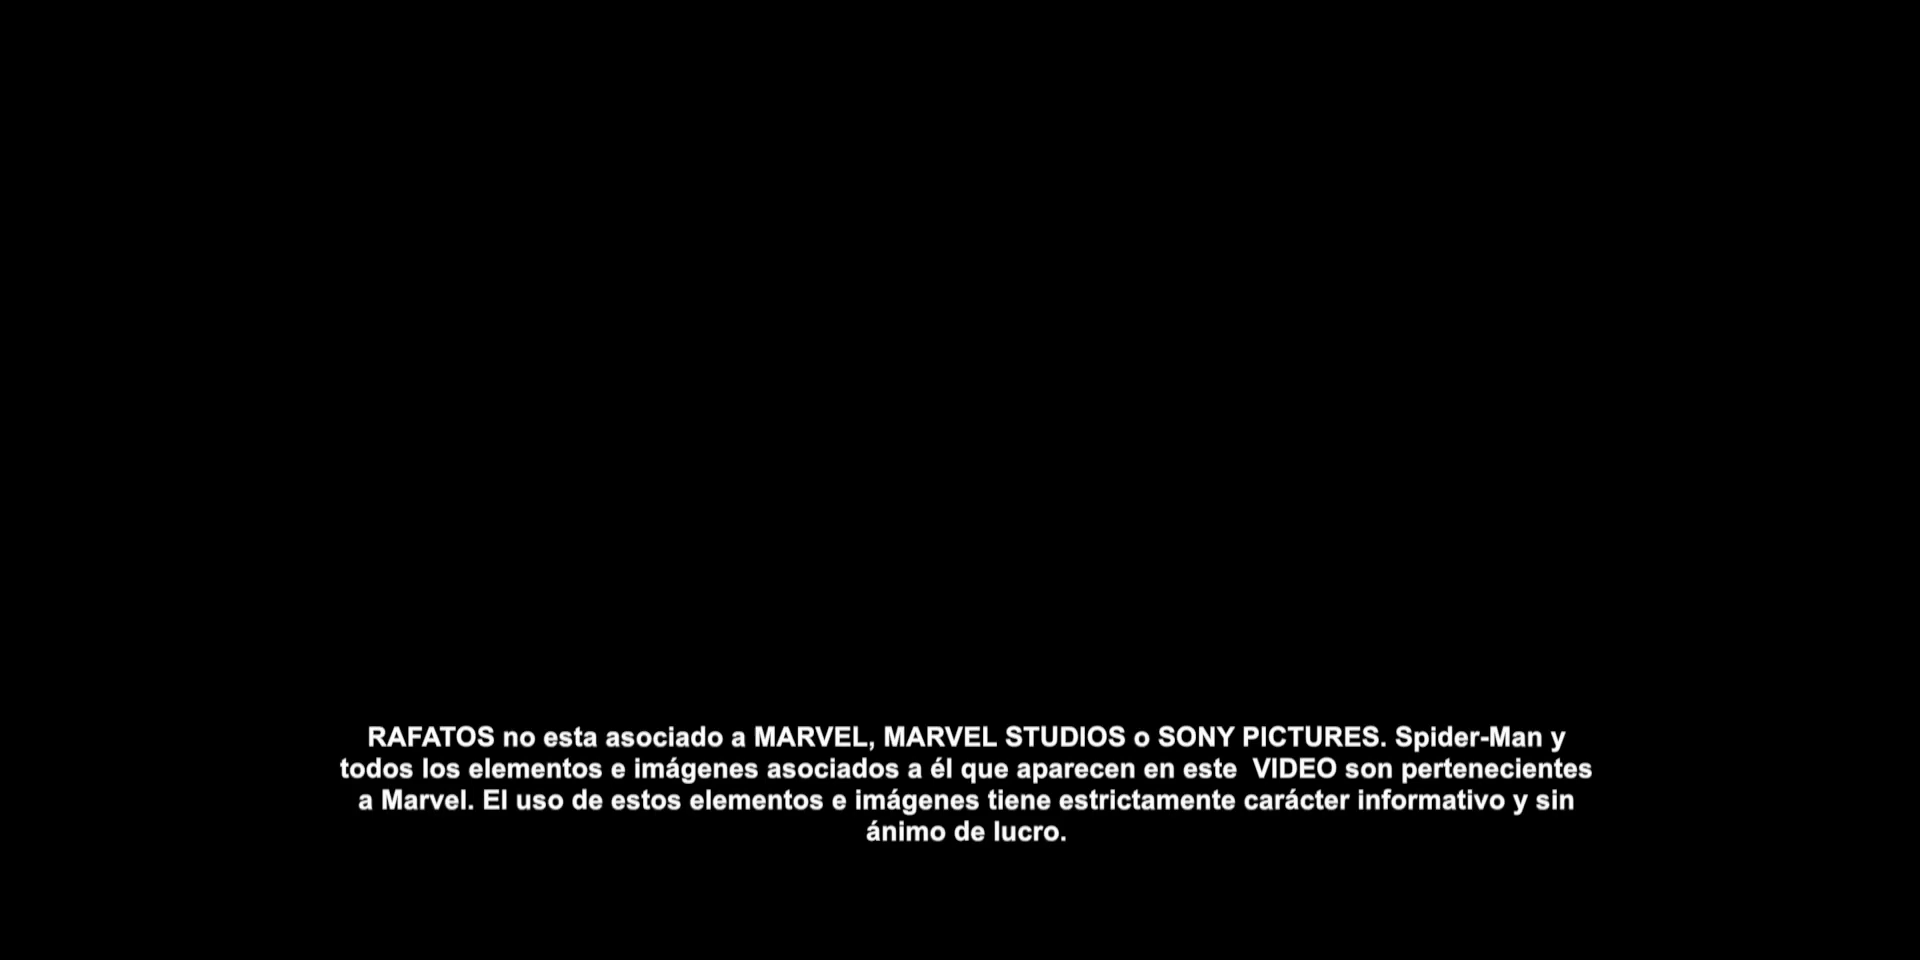 RAFATOS no esta asociado a MARVEL, MARVEL STUDIOS o SONY PICTURES. Spider-Man y
todos los elementos e imágenes asociados a él que aparecen en este  VIDEO son pertenecientes
a Marvel. El uso de estos elementos e imágenes tiene estrictamente carácter informativo y sin
ánimo de lucro.